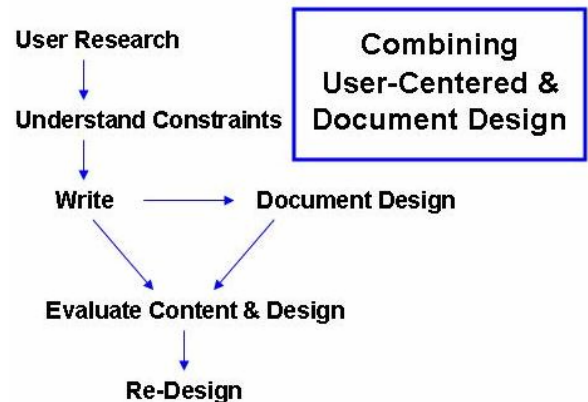 User Research
Combining
User-Centered &
Document Design
Understand Constraints
Write
Document Design
Evaluate Content & Design
Re-Design